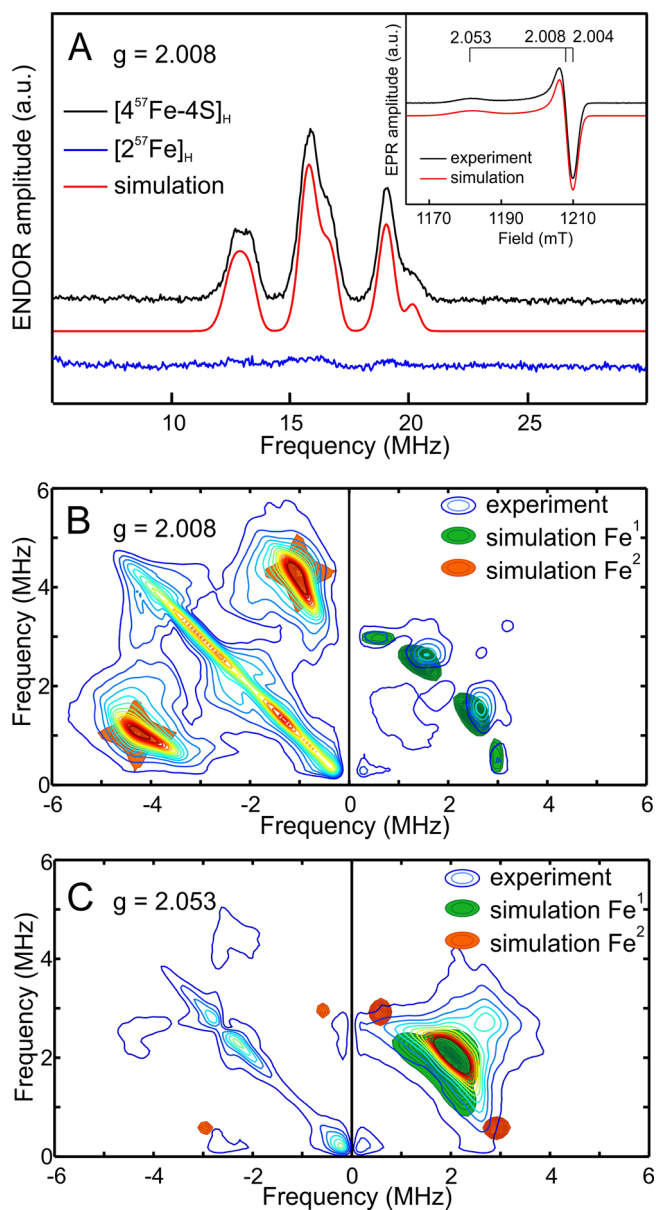 A
g = 2.008
[4⁵⁷Fe-4S]H
[2⁵⁷Fe]H
simulation
ENDOR amplitude (a.u.)
10 15 20 25
Frequency (MHz)
2.053 2.008 2.004
EPR amplitude (a.u.)
experiment
simulation
1170 1190 1210
Field (mT)
B
g = 2.008
experiment
simulation Fe¹
simulation Fe²
Frequency (MHz)
6
4
2
0
-6 -4 -2 0 2 4 6
Frequency (MHz)
C
g = 2.053
experiment
simulation Fe¹
simulation Fe²
Frequency (MHz)
6
4
2
0
-6 -4 -2 0 2 4 6
Frequency (MHz)